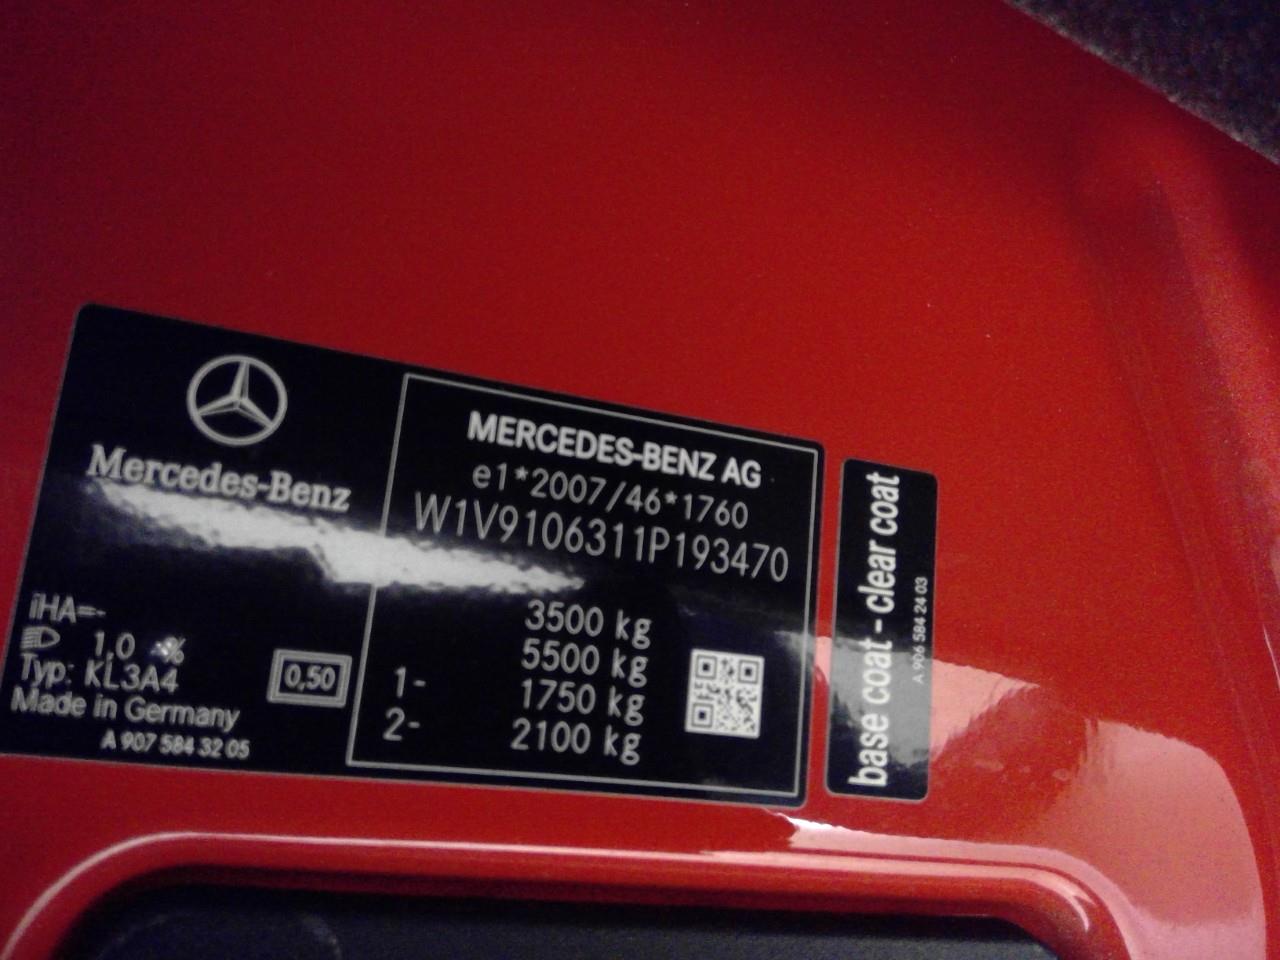 Mercedes-Benz
iHA=-
1,0 %
Typ: KL3A4
Made in Germany
A 907 584 32 05
0,50
MERCEDES-BENZ AG
e1*2007/46*1760
W1V9106311P193470
3500 kg
5500 kg
1- 1750 kg
2- 2100 kg
base coat - clear coat
A 906 584 24 03